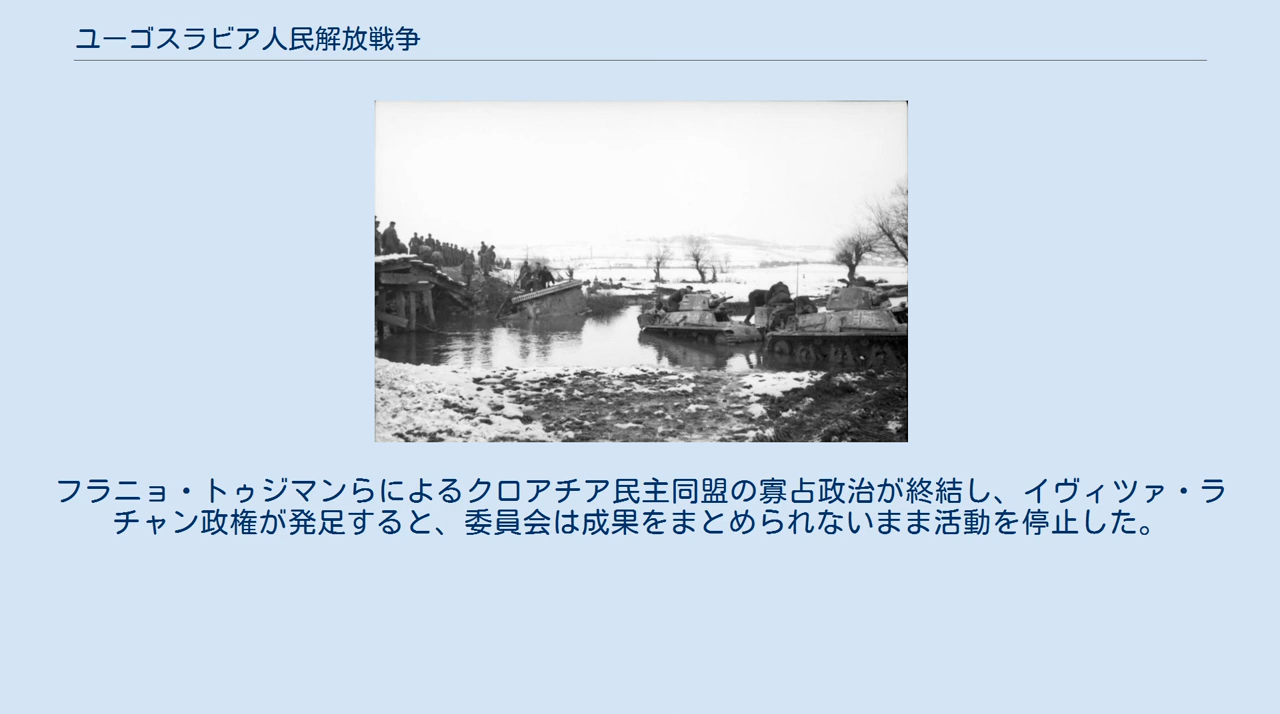 ユーゴスラビア人民解放戦争
フラニョ・トゥジマンらによるクロアチア民主同盟の寡占政治が終結し、イヴィツァ・ラ
チャン政権が発足すると、委員会は成果をまとめられないまま活動を停止した。